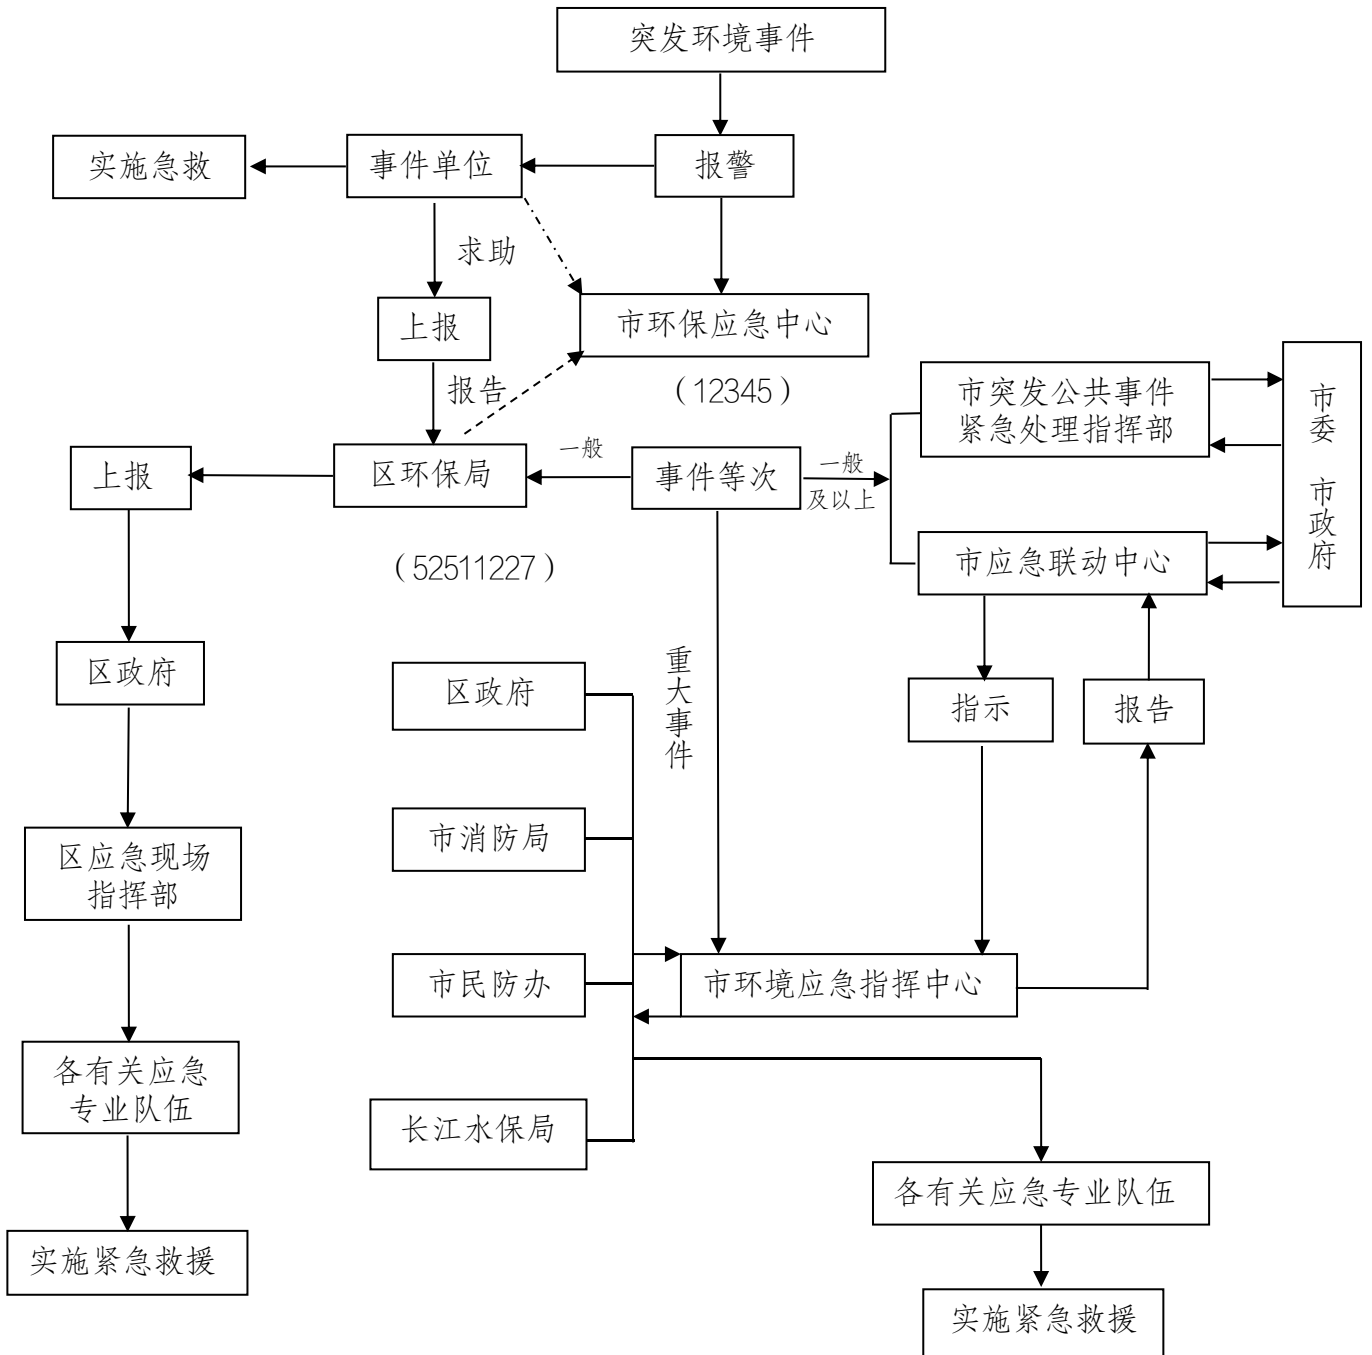 突发环境事件
实施急救
事件单位
报警
求助
上报
市环保应急中心
报告
（12345）
市突发公共事件
紧急处理指挥部
市委 市政府
上报
区环保局
一般
事件等次
一般
及以上
（52511227）
市应急联动中心
区政府
区政府
重大事件
指示
报告
市消防局
区应急现场
指挥部
市民防办
市环境应急指挥中心
各有关应急
专业队伍
长江水保局
各有关应急专业队伍
实施紧急救援
实施紧急救援